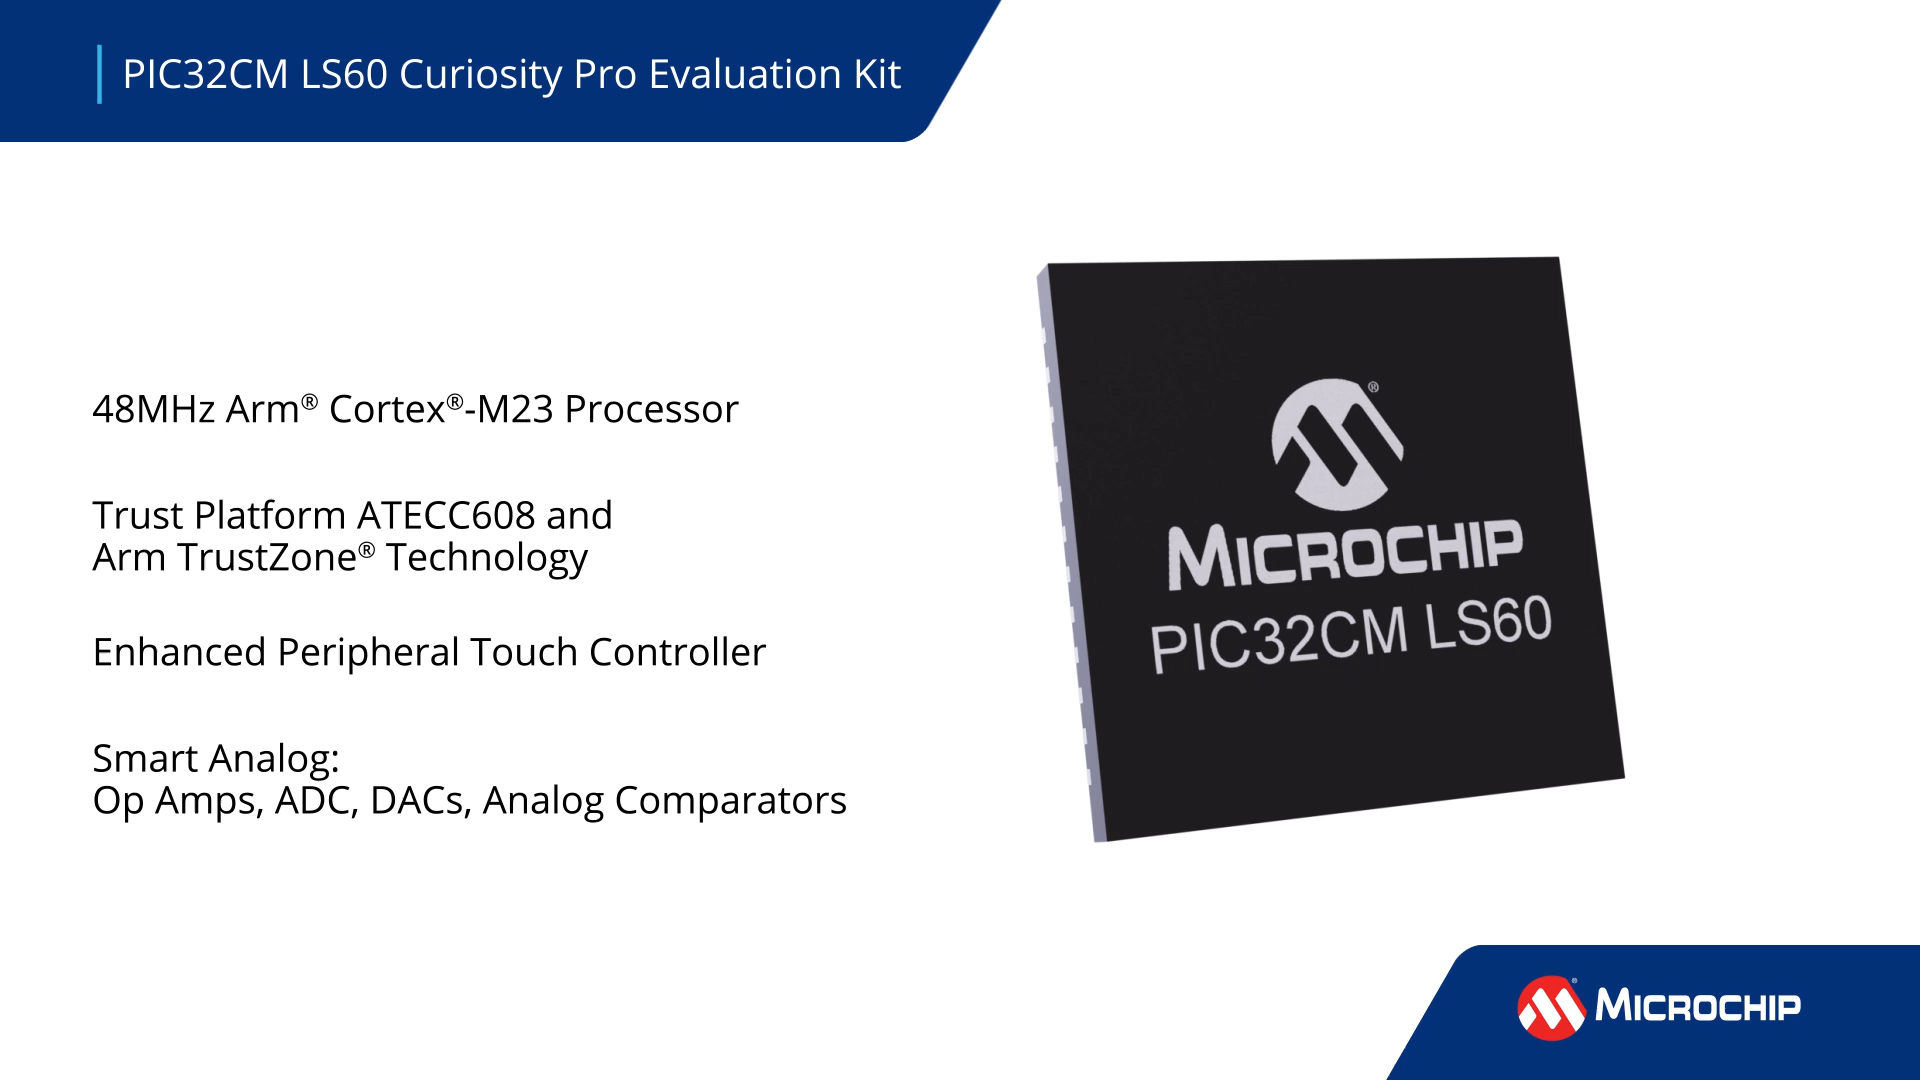 PIC32CM LS60 Curiosity Pro Evaluation Kit
48MHz Arm® Cortex®-M23 Processor
Trust Platform ATECC608 and
Arm TrustZone® Technology
Enhanced Peripheral Touch Controller
Smart Analog:
Op Amps, ADC, DACs, Analog Comparators
®
MICROCHIP
PIC32CM LS60
®
MICROCHIP